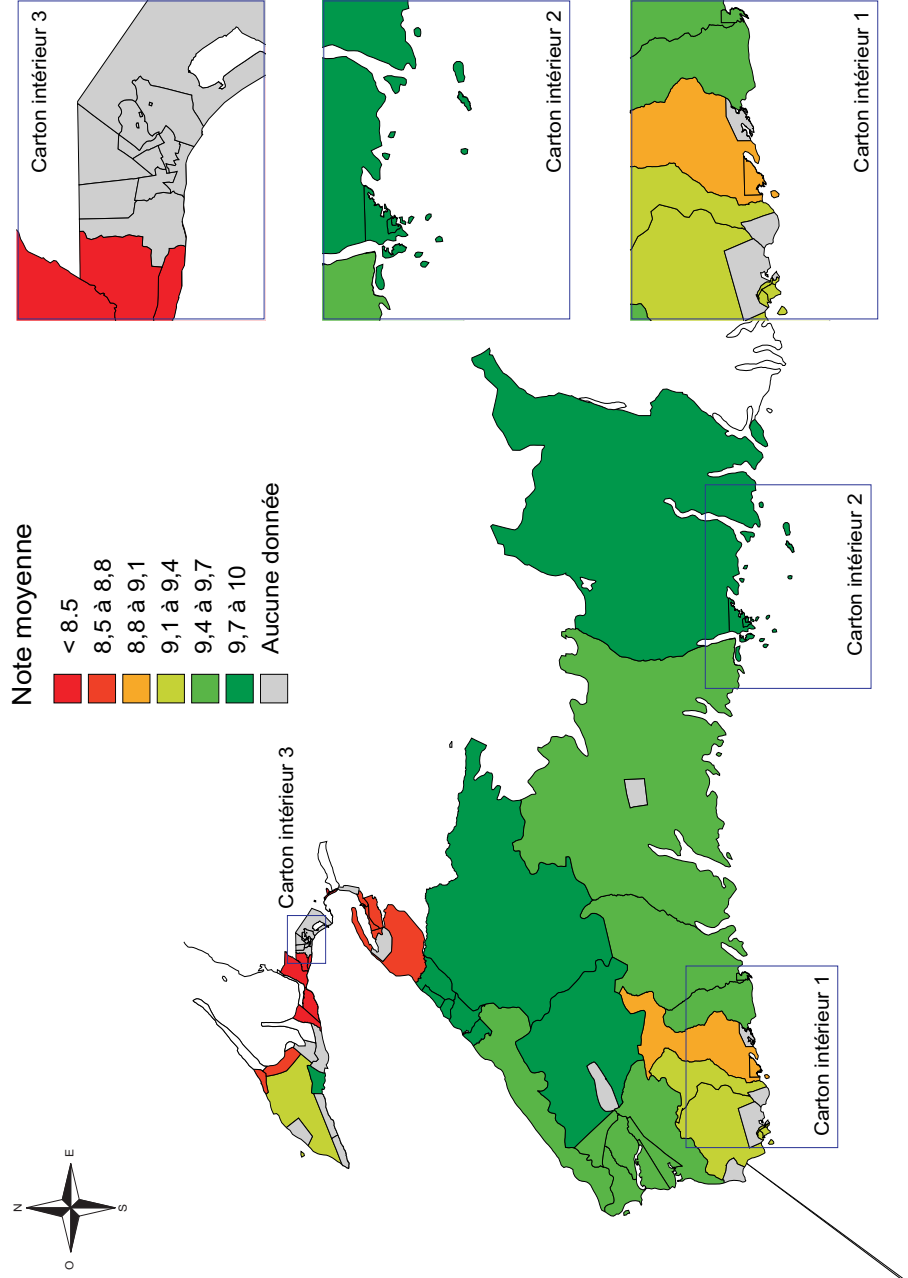 N
O
E
S
Note moyenne
< 8.5
8,5 à 8,8
8,8 à 9,1
9,1 à 9,4
9,4 à 9,7
9,7 à 10
Aucune donnée
Carton intérieur 3
Carton intérieur 3
Carton intérieur 2
Carton intérieur 1
Carton intérieur 1
Carton intérieur 2